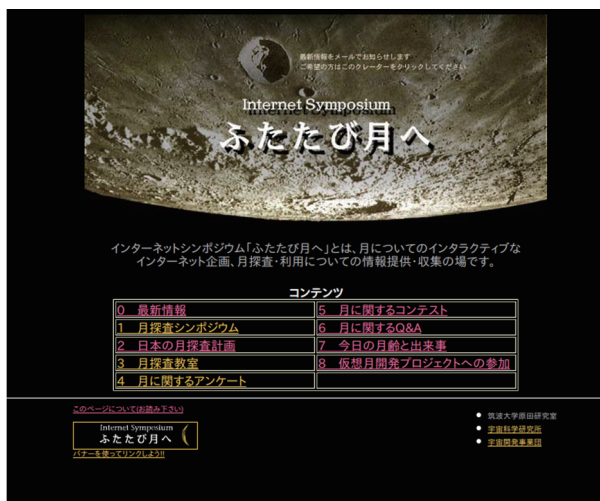 最新情報をメールでお知らせします
ご希望の方はこのクレーターをクリックしてください
Internet Symposium
ふたたび月へ
インターネットシンポジウム「ふたたび月へ」とは、月についてのインタラクティブな
インターネット企画、月探査・利用についての情報提供・収集の場です。
コンテンツ
0 最新情報
5 月に関するコンテスト
1 月探査シンポジウム
6 月に関するQ&A
2 日本の月探査計画
7 今日の月齢と出来事
3 月探査教室
8 仮想月開発プロジェクトへの参加
4 月に関するアンケート
このページについて(お読み下さい)
Internet Symposium
ふたたび月へ
バナーを使ってリンクしよう!!
筑波大学原田研究室
宇宙科学研究所
宇宙開発事業団